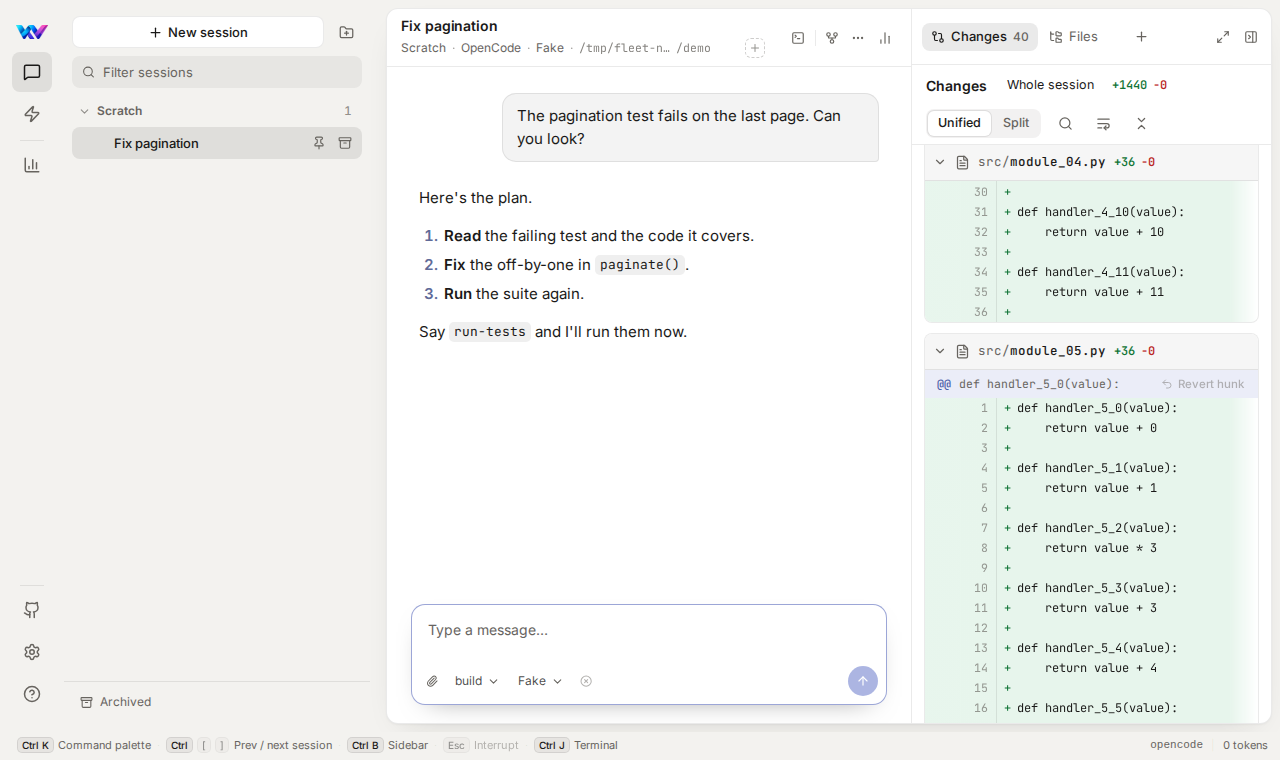 New session
Filter sessions
Scratch 1
Fix pagination
Archived
Fix pagination
Scratch · OpenCode · Fake · /tmp/fleet-n… /demo
The pagination test fails on the last page. Can
you look?
Here's the plan.
1. Read the failing test and the code it covers.
2. Fix the off-by-one in paginate().
3. Run the suite again.
Say run-tests and I'll run them now.
Type a message...
build
Fake
Changes 40
Files
Changes Whole session +1440 -0
Unified Split
src/module_04.py +36 -0
30 +
31 + def handler_4_10(value):
32 + return value + 10
33 +
34 + def handler_4_11(value):
35 + return value + 11
36 +
src/module_05.py +36 -0
@@ def handler_5_0(value): Revert hunk
1 + def handler_5_0(value):
2 + return value + 0
3 +
4 + def handler_5_1(value):
5 + return value + 1
6 +
7 + def handler_5_2(value):
8 + return value * 3
9 +
10 + def handler_5_3(value):
11 + return value + 3
12 +
13 + def handler_5_4(value):
14 + return value + 4
15 +
16 + def handler_5_5(value):
Ctrl K Command palette Ctrl [ ] Prev / next session Ctrl B Sidebar Esc Interrupt Ctrl J Terminal
opencode 0 tokens